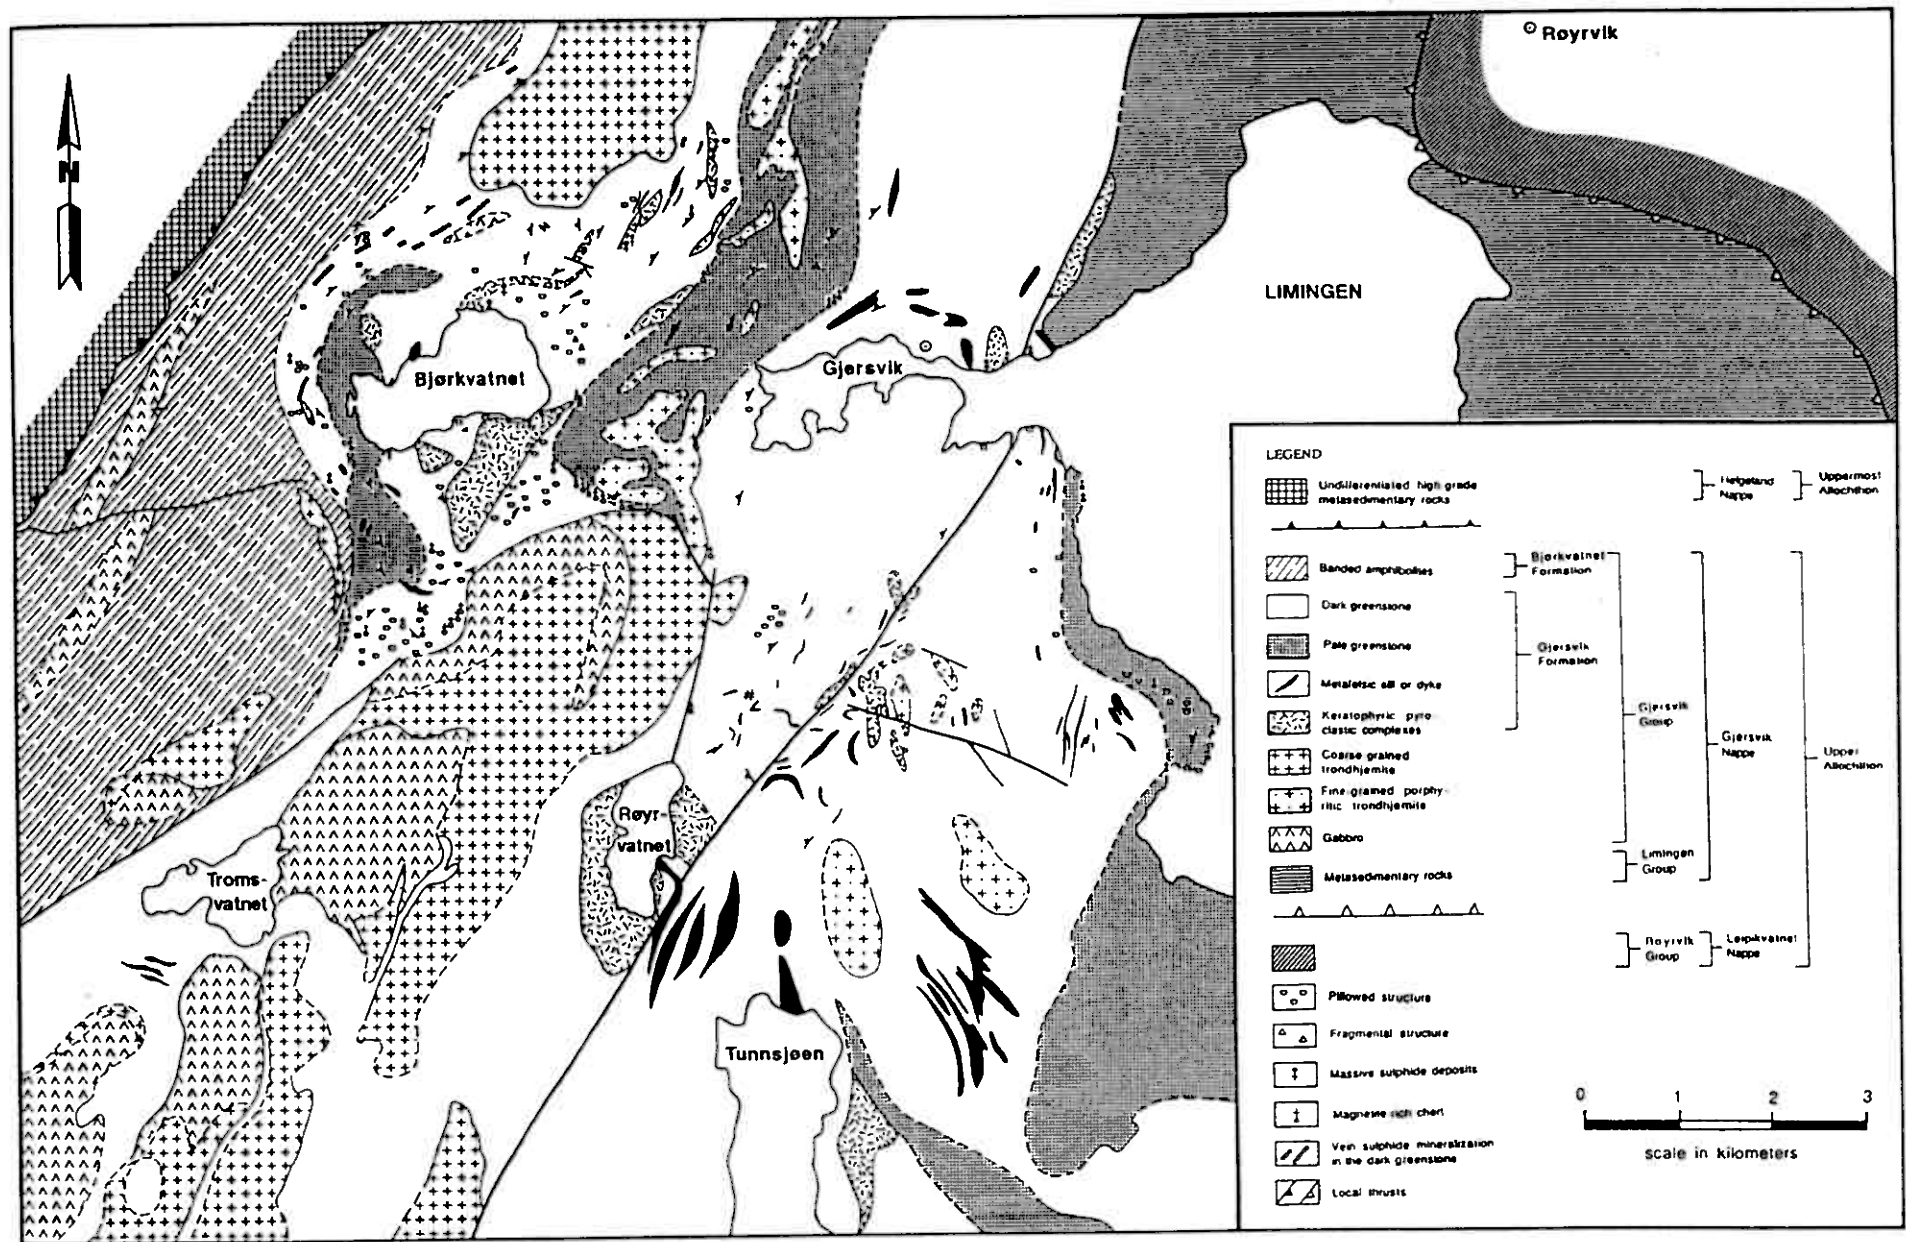 Røyrvik
N
LIMINGEN
Gjersvik
Bjørkvatnet
Røyr-
vatnet
Troms-
vatnet
Tunnsjøen
LEGEND
Undifferentiated high grade
metasedimentary rocks
Helgeland
Nappe
Uppermost
Allochthon
Banded amphibolites
Bjørkvatnet
Formation
Dark greenstone
Pale greenstone
Gjersvik
Formation
Metafelsic sill or dyke
Keratophyric pyro
clastic complexes
Gjersvik
Group
Coarse grained
trondhjemite
Gjersvik
Nappe
Upper
Allochthon
Fine-grained porphy-
ritic trondhjemite
Gabbro
Limingen
Group
Metasedimentary rocks
Røyrvik
Group
Leipikvatnet
Nappe
Pillowed structure
Fragmental structure
Massive sulphide deposits
Magnetite rich chert
Vein sulphide mineralization
in the dark greenstone
Local thrusts
0 1 2 3
scale in kilometers